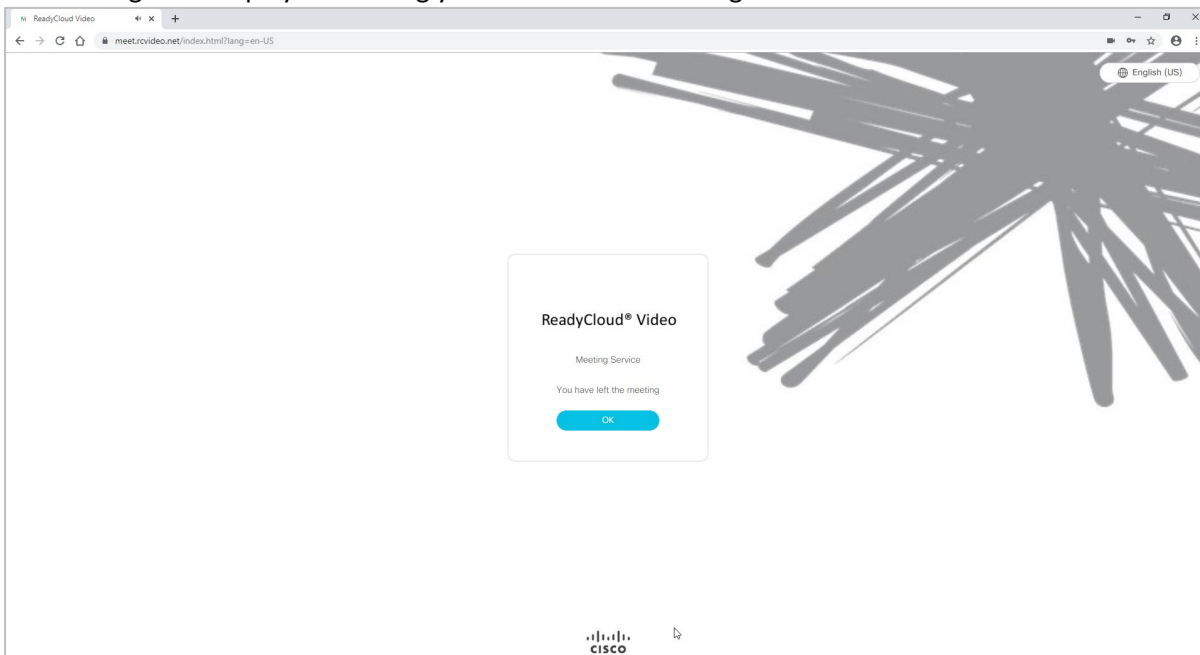 ReadyCloud Video
meet.rcvideo.net/index.html?lang=en-US
English (US)
ReadyCloud® Video
Meeting Service
You have left the meeting
OK
CISCO